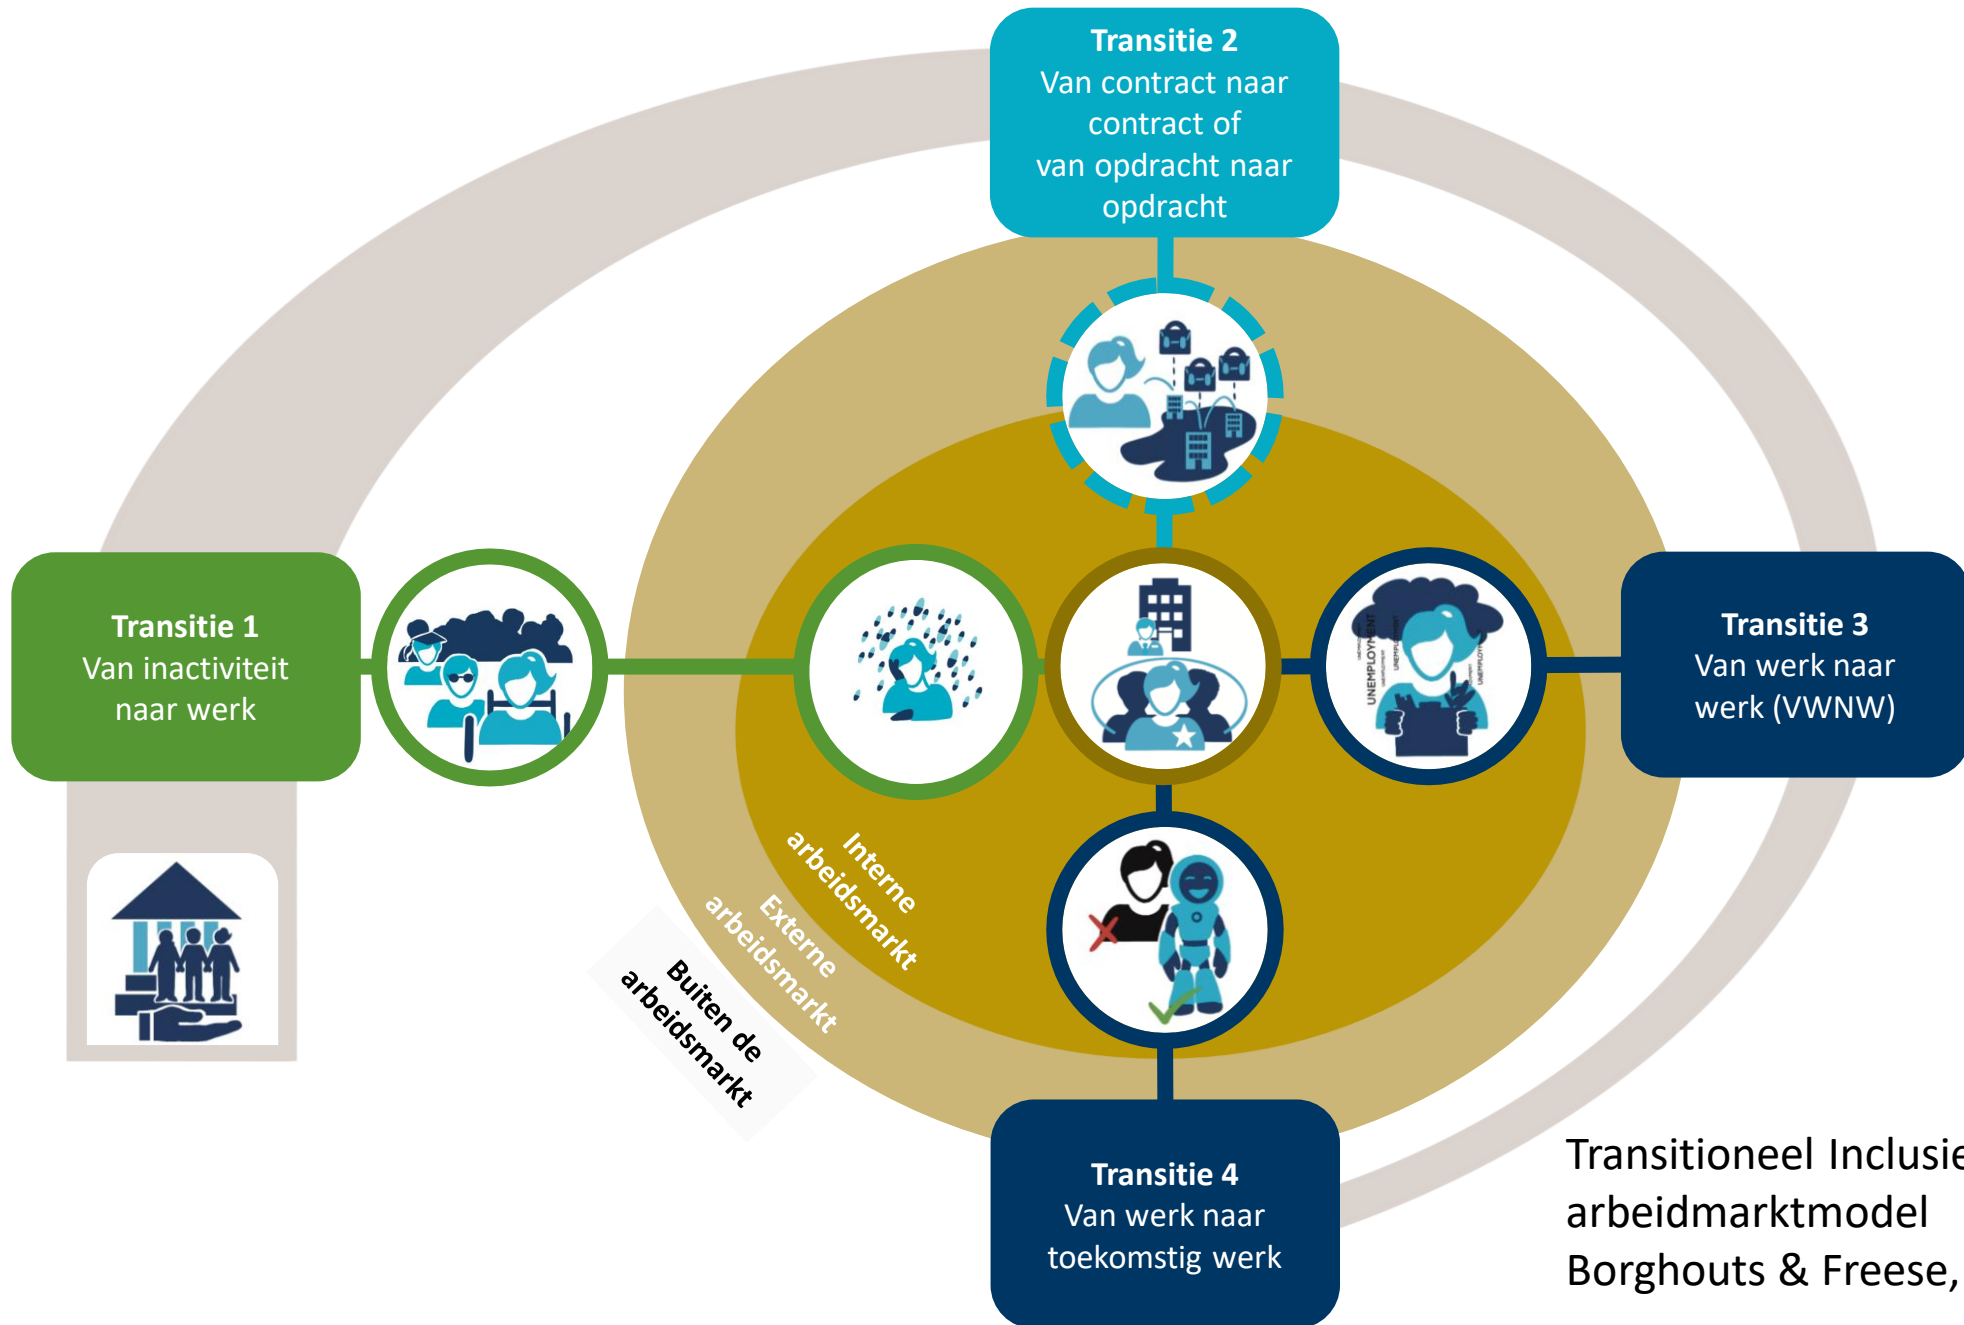 Transitie 2
Van contract naar
contract of
van opdracht naar
opdracht
Transitie 1
Van inactiviteit
naar werk
UNEMPLOYMENT
UNEMPLOYMENT
Transitie 3
Van werk naar
werk (VWNW)
Interne
arbeidsmarkt
Externe
arbeidsmarkt
Buiten de
arbeidsmarkt
Transitie 4
Van werk naar
toekomstig werk
Transitioneel Inclusie
arbeidmarktmodel
Borghouts & Freese,